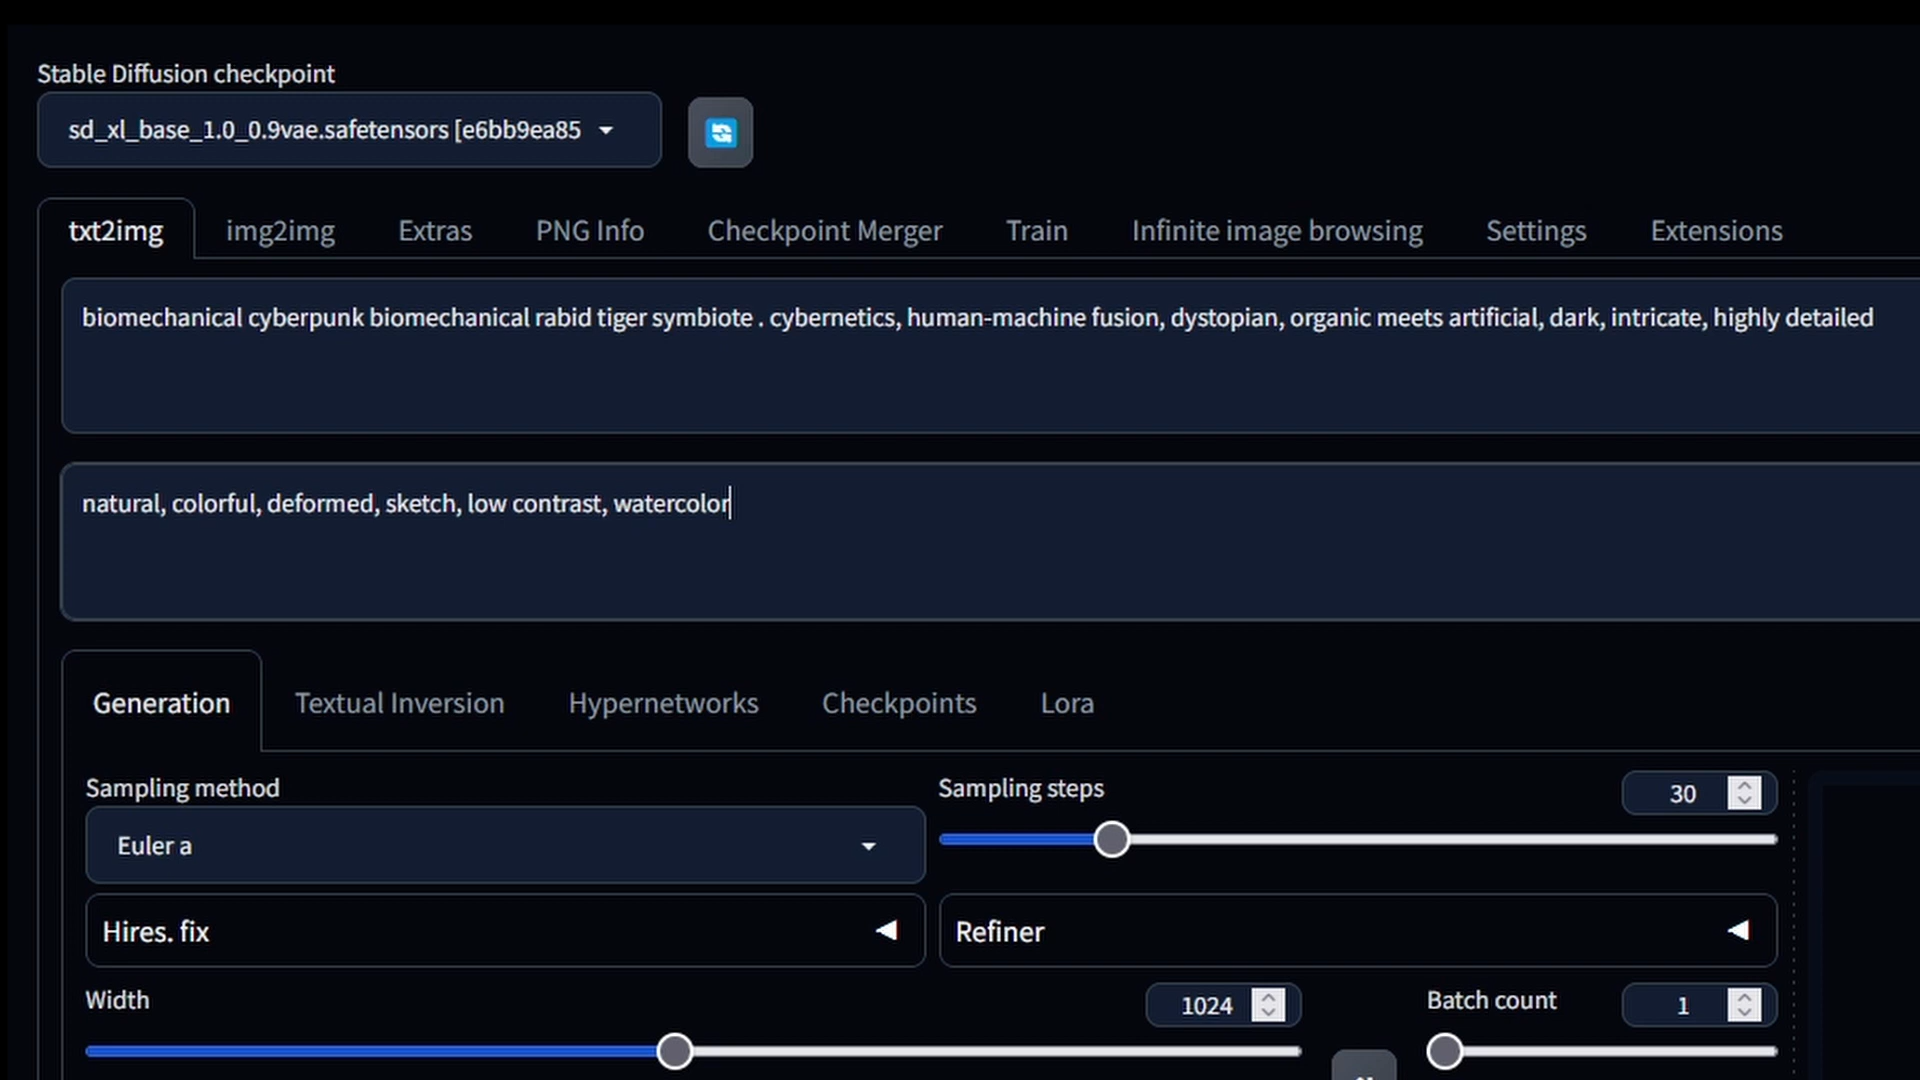 Stable Diffusion checkpoint
sd_xl_base_1.0_0.9vae.safetensors [e6bb9ea85
txt2img img2img Extras PNG Info Checkpoint Merger Train Infinite image browsing Settings Extensions
biomechanical cyberpunk biomechanical rabid tiger symbiote . cybernetics, human-machine fusion, dystopian, organic meets artificial, dark, intricate, highly detailed
natural, colorful, deformed, sketch, low contrast, watercolor
Generation Textual Inversion Hypernetworks Checkpoints Lora
Sampling method Sampling steps 30
Euler a
Hires. fix Refiner
Width 1024 Batch count 1